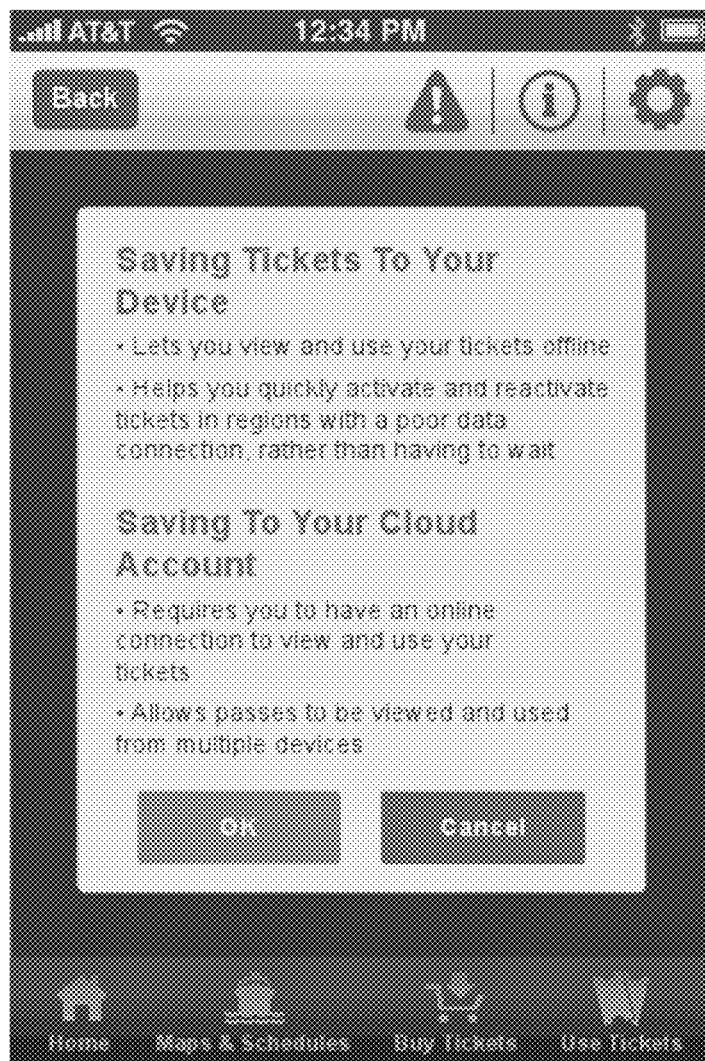 AT&T 12:34 PM
Back
Saving Tickets To Your
Device
• Lets you view and use your tickets offline
• Helps you quickly activate and reactivate
tickets in regions with a poor data
connection, rather than having to wait
Saving To Your Cloud
Account
• Requires you to have an online
connection to view and use your
tickets
• Allows passes to be viewed and used
from multiple devices
OK Cancel
Home Maps & Schedules Buy Tickets Use Tickets